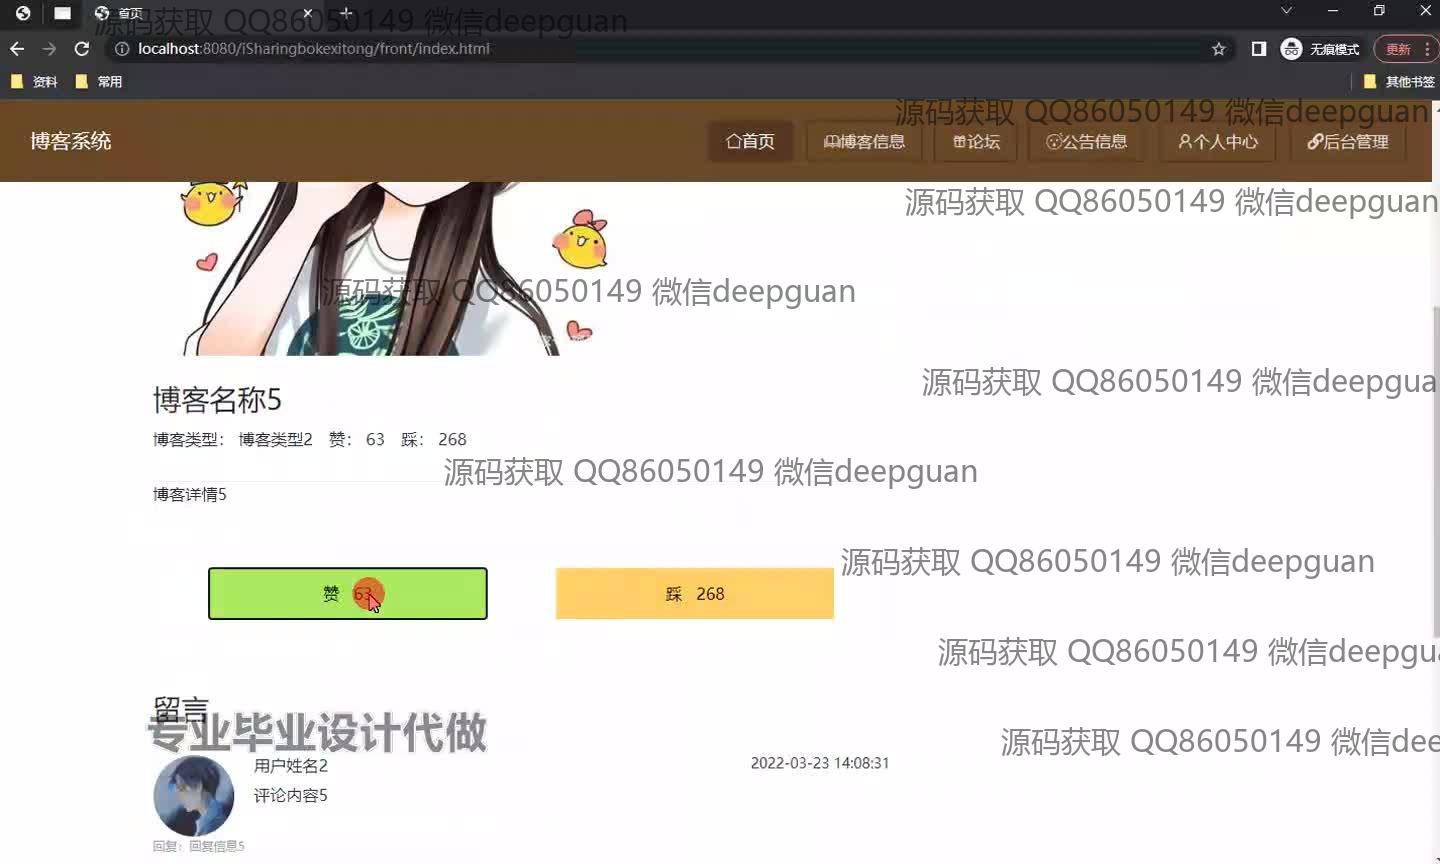 首页
源码获取 QQ86050149 微信deepguan
localhost:8080/iSharingbokexitong/front/index.html
无痕模式
更新
资料
常用
其他书签
源码获取 QQ86050149 微信deepguan
博客系统
首页
博客信息
论坛
公告信息
个人中心
后台管理
源码获取 QQ86050149 微信deepguan
源码获取 QQ86050149 微信deepguan
源码获取 QQ86050149 微信deepgua
博客名称5
博客类型： 博客类型2 赞： 63 踩： 268
源码获取 QQ86050149 微信deepguan
博客详情5
源码获取 QQ86050149 微信deepguan
赞 63
踩 268
源码获取 QQ86050149 微信deepgua
留言
专业毕业设计代做
源码获取 QQ86050149 微信dee
用户姓名2
2022-03-23 14:08:31
评论内容5
回复：回复信息5